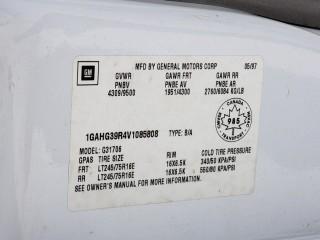 GM
MFD BY GENERAL MOTORS CORP 05/97
GVWR GAWR FRT GAWR RR
PNBV PNBE AV PNBE AR
4309/9500 1951/4300 2760/6084 KG/LB
CANADA
985
TRANSPORT
1GAHG39R4V1085808 TYPE: B/A
MODEL: G31706
GPAS TIRE SIZE RIM COLD TIRE PRESSURE
FRT LT245/75R16E 16X6.5K 340/50 KPA/PSI
RR LT245/75R16E 16X6.5K 550/80 KPA/PSI
SEE OWNER'S MANUAL FOR MORE INFORMATION.